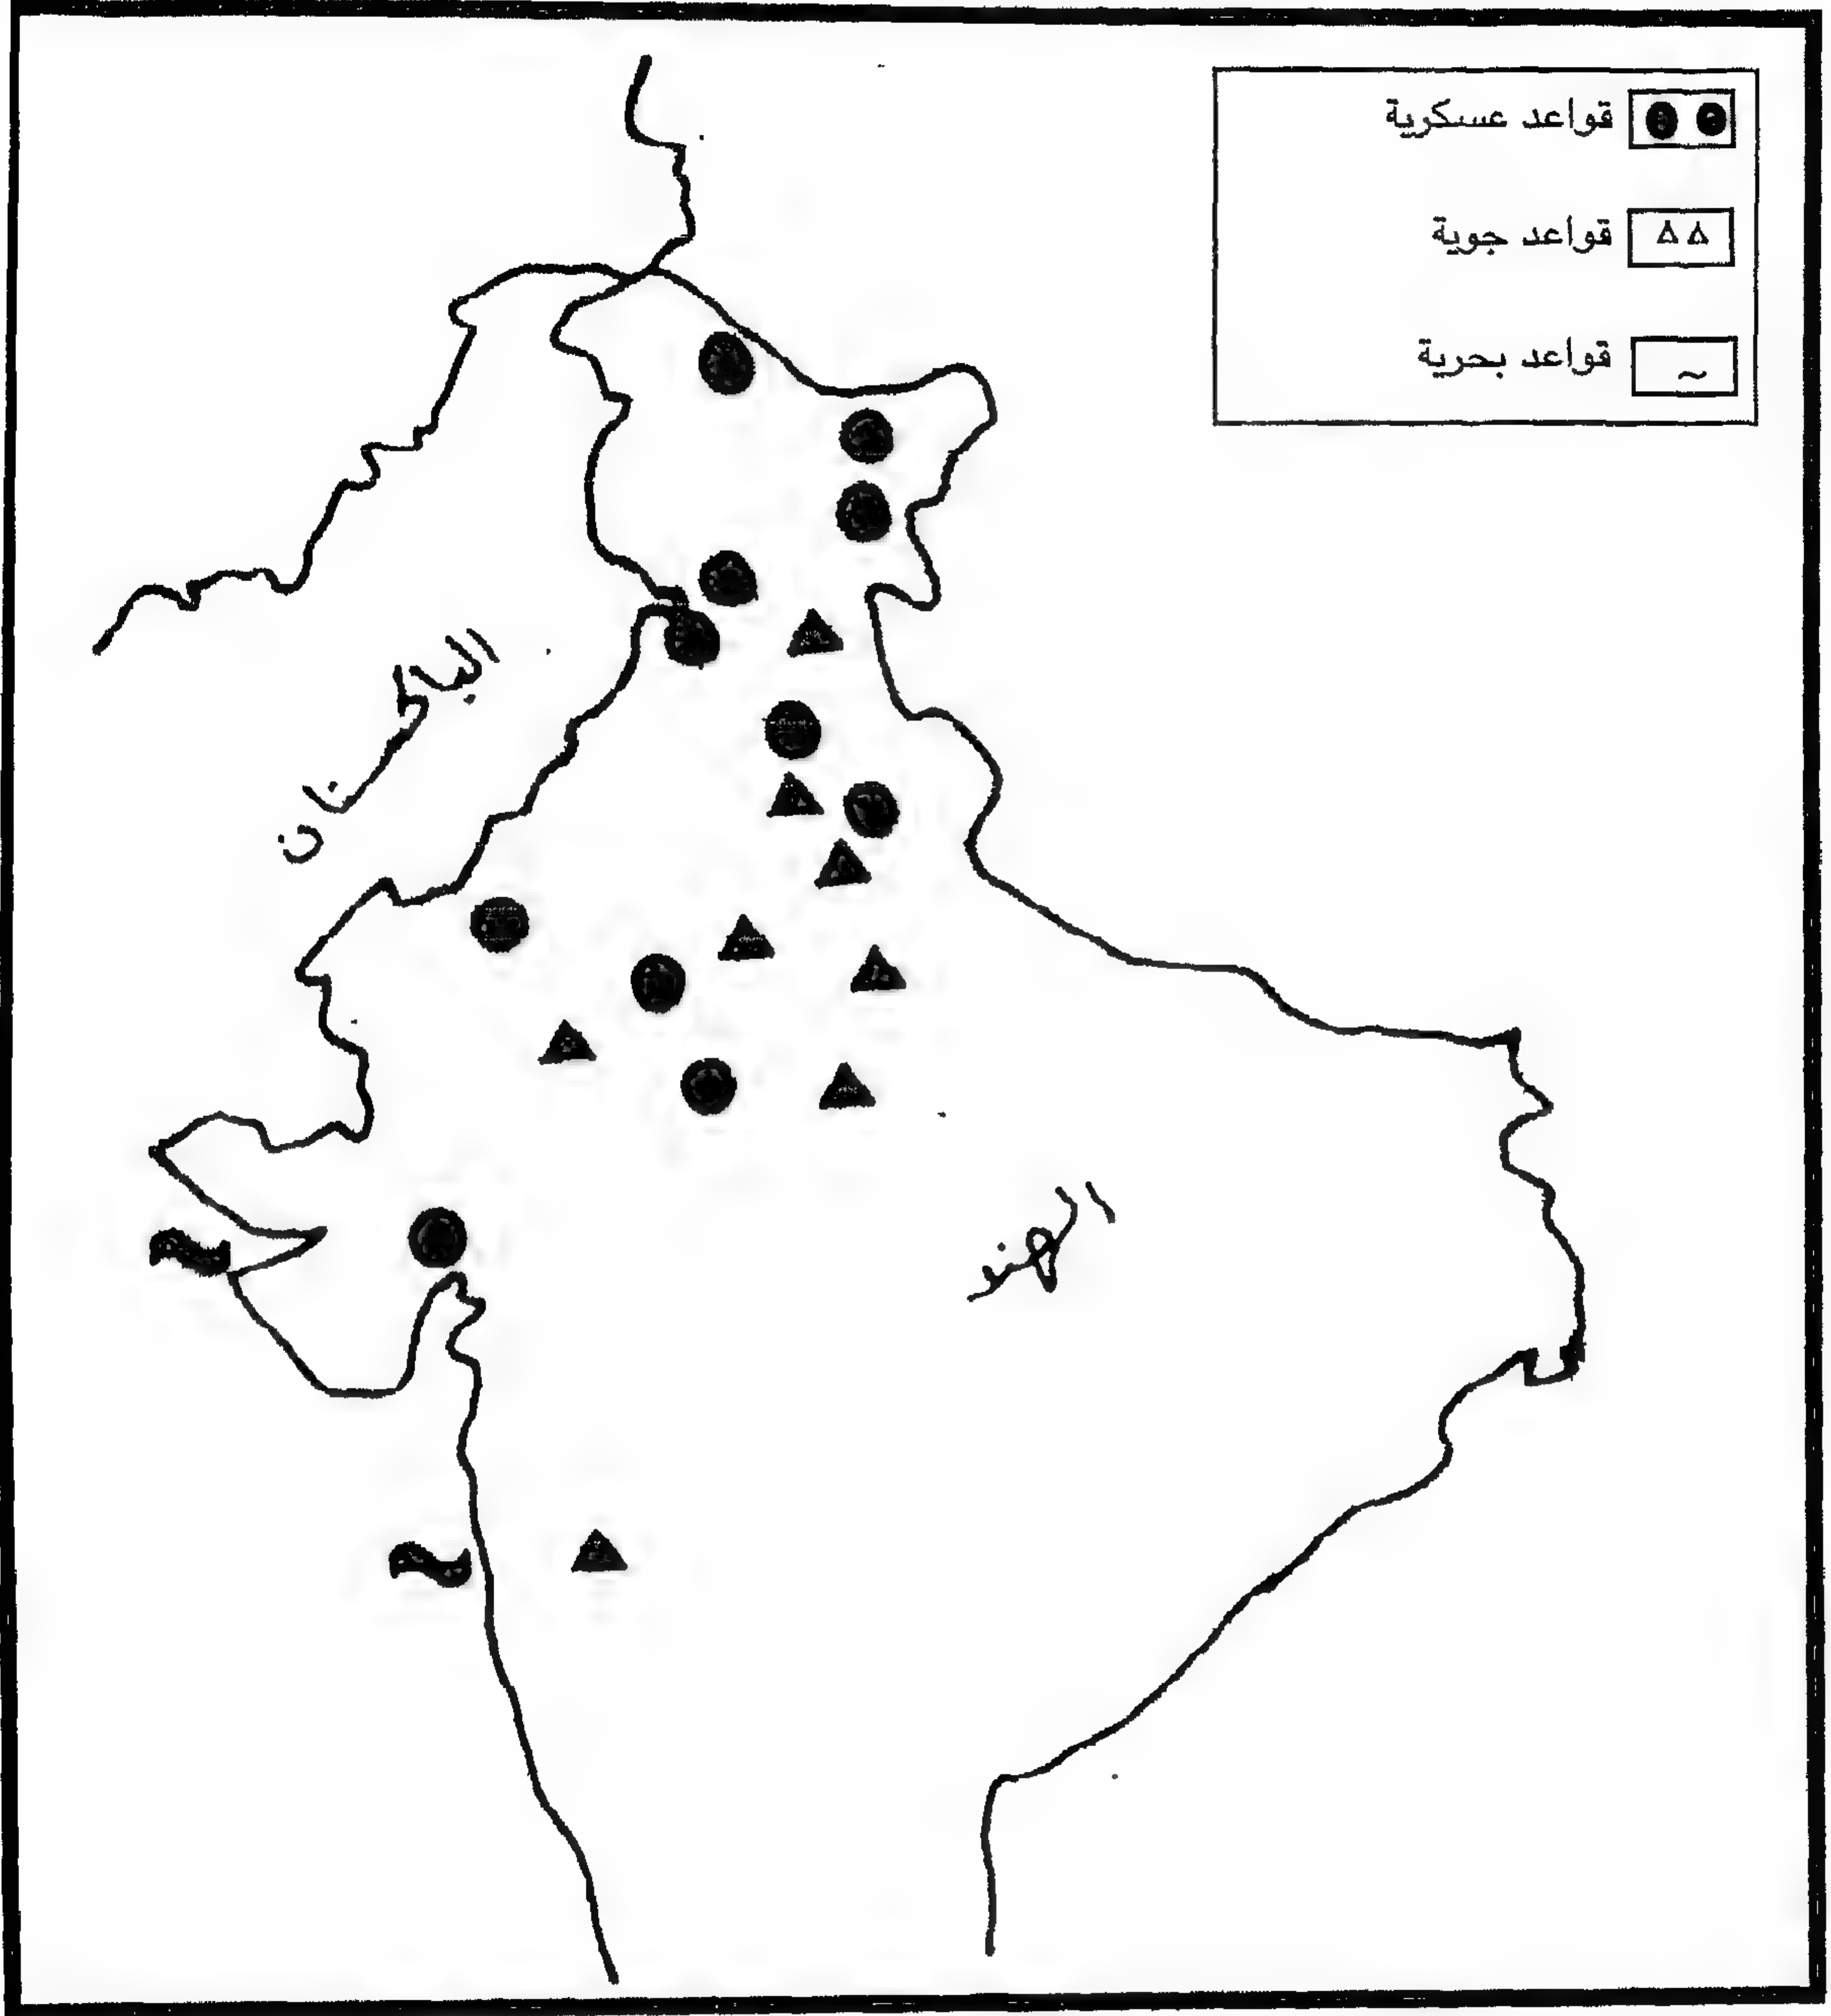 قواعد عسكرية
قواعد جوية
قواعد بحرية
الباكستان
الهند